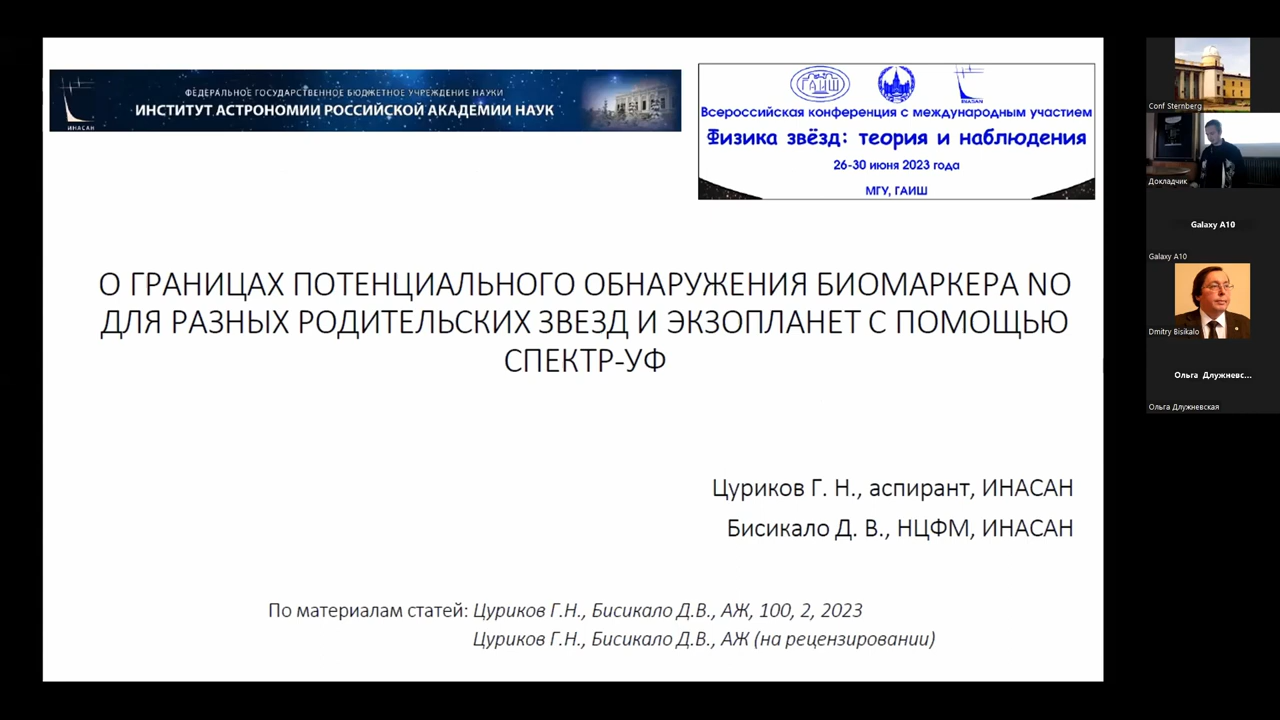 ФЕДЕРАЛЬНОЕ ГОСУДАРСТВЕННОЕ БЮДЖЕТНОЕ УЧРЕЖДЕНИЕ НАУКИ
ИНСТИТУТ АСТРОНОМИИ РОССИЙСКОЙ АКАДЕМИИ НАУК
ИНАСАН
ГАИШ
ИНАСАН
Всероссийская конференция с международным участием
Физика звёзд: теория и наблюдения
26-30 июня 2023 года
МГУ, ГАИШ
О ГРАНИЦАХ ПОТЕНЦИАЛЬНОГО ОБНАРУЖЕНИЯ БИОМАРКЕРА NO
ДЛЯ РАЗНЫХ РОДИТЕЛЬСКИХ ЗВЕЗД И ЭКЗОПЛАНЕТ С ПОМОЩЬЮ
СПЕКТР-УФ
Цуриков Г. Н., аспирант, ИНАСАН
Бисикало Д. В., НЦФМ, ИНАСАН
По материалам статей: Цуриков Г.Н., Бисикало Д.В., АЖ, 100, 2, 2023
Цуриков Г.Н., Бисикало Д.В., АЖ (на рецензировании)
Conf Sternberg
Докладчик
Galaxy A10
Galaxy A10
Dmitry Bisikalo
Ольга Длужневс...
Ольга Длужневская